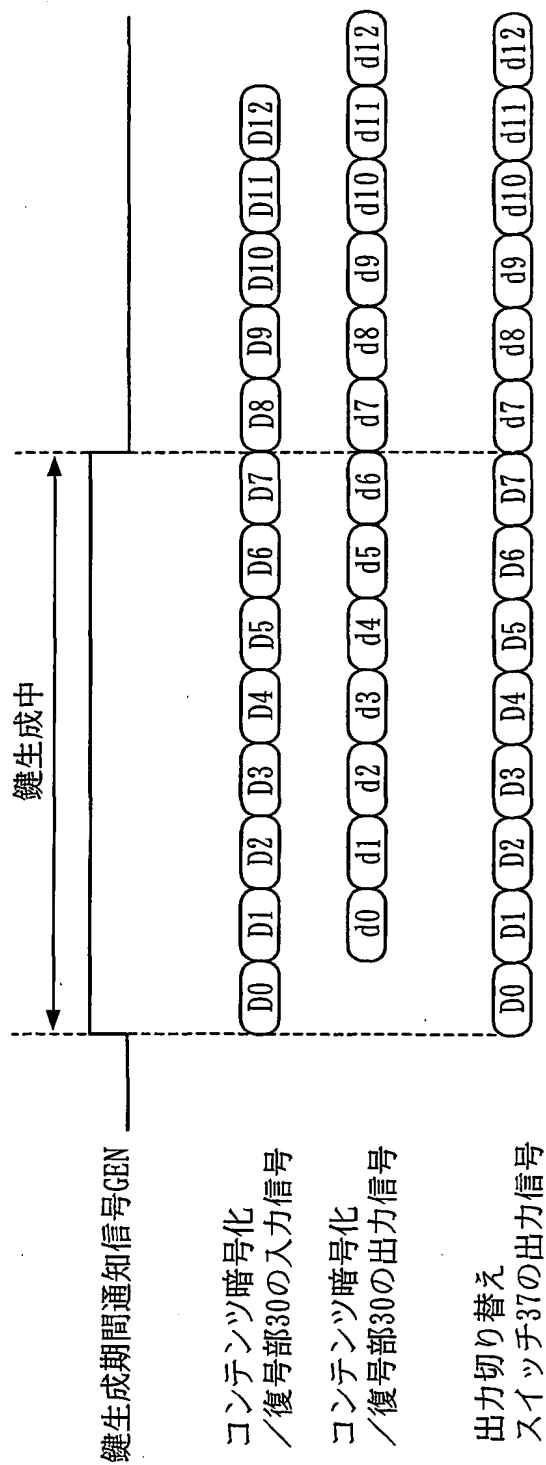 鍵生成中
鍵生成期間通知信号GEN
コンテンツ暗号化
/復号部30の入力信号
D0 D1 D2 D3 D4 D5 D6 D7 D8 D9 D10 D11 D12
コンテンツ暗号化
/復号部30の出力信号
d0 d1 d2 d3 d4 d5 d6 d7 d8 d9 d10 d11 d12
出力切り替え
スイッチ37の出力信号
D0 D1 D2 D3 D4 D5 D6 D7 d7 d8 d9 d10 d11 d12